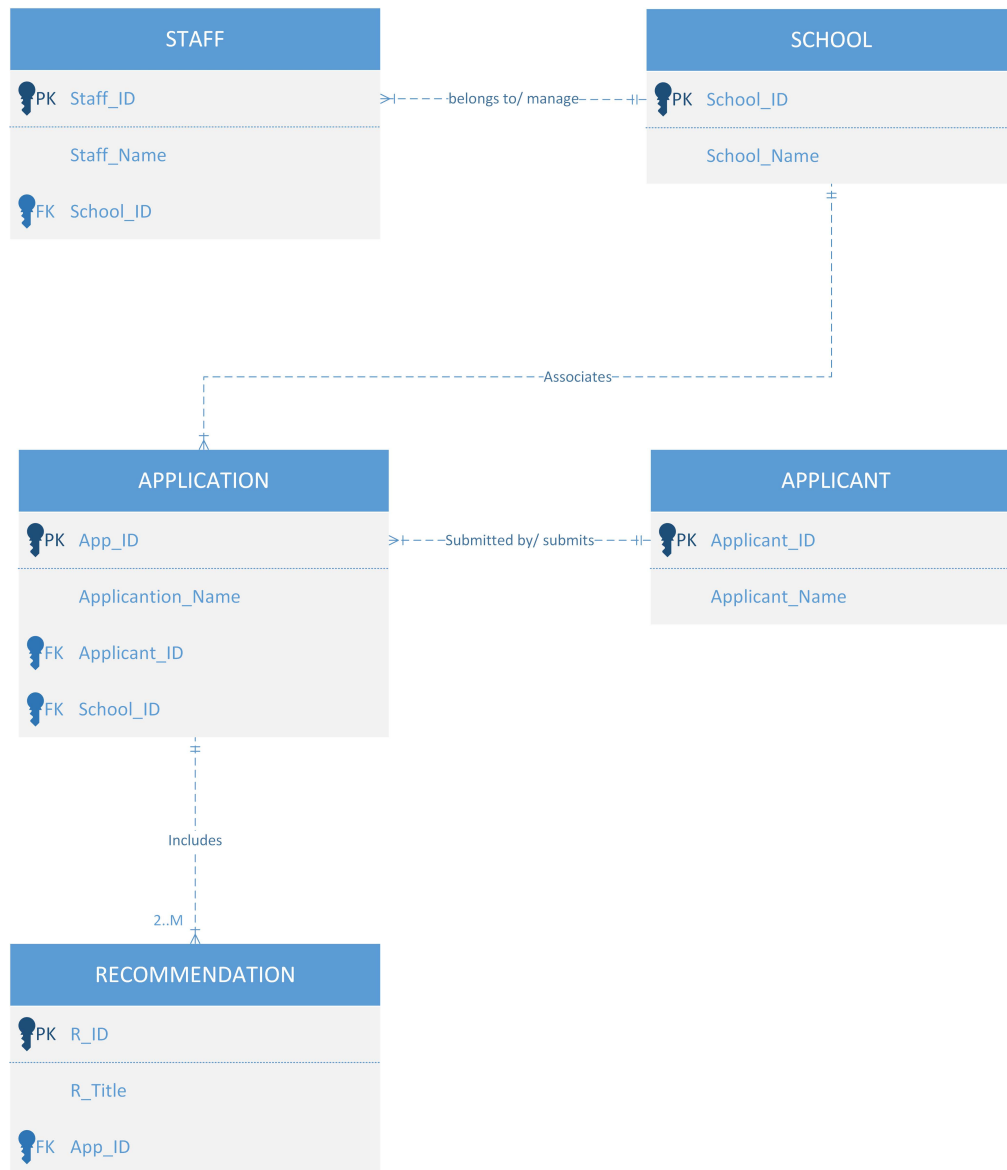 STAFF
PK Staff_ID
Staff_Name
FK School_ID
belongs to/ manage
SCHOOL
PK School_ID
School_Name
Associates
APPLICATION
PK App_ID
Applicantion_Name
FK Applicant_ID
FK School_ID
Submitted by/ submits
APPLICANT
PK Applicant_ID
Applicant_Name
Includes
2..M
RECOMMENDATION
PK R_ID
R_Title
FK App_ID